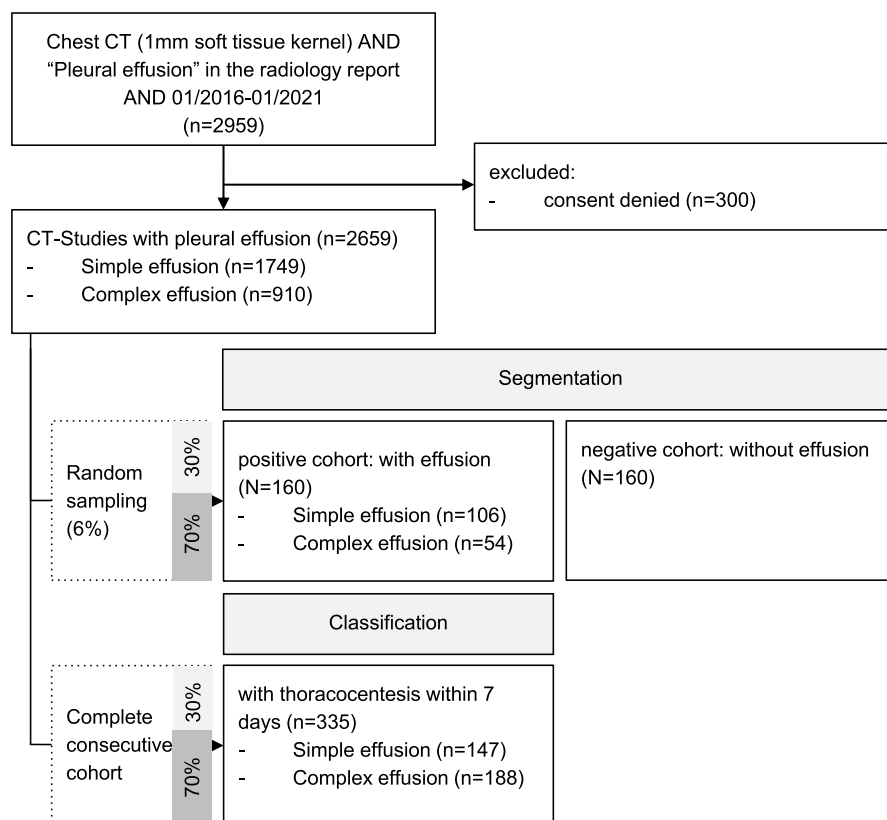 Chest CT (1mm soft tissue kernel) AND
“Pleural effusion” in the radiology report
AND 01/2016-01/2021
(n=2959)
excluded:
- consent denied (n=300)
CT-Studies with pleural effusion (n=2659)
- Simple effusion (n=1749)
- Complex effusion (n=910)
Segmentation
Random
sampling
(6%)
30%
70%
positive cohort: with effusion
(N=160)
- Simple effusion (n=106)
- Complex effusion (n=54)
negative cohort: without effusion
(N=160)
Classification
Complete
consecutive
cohort
30%
70%
with thoracocentesis within 7
days (n=335)
- Simple effusion (n=147)
- Complex effusion (n=188)